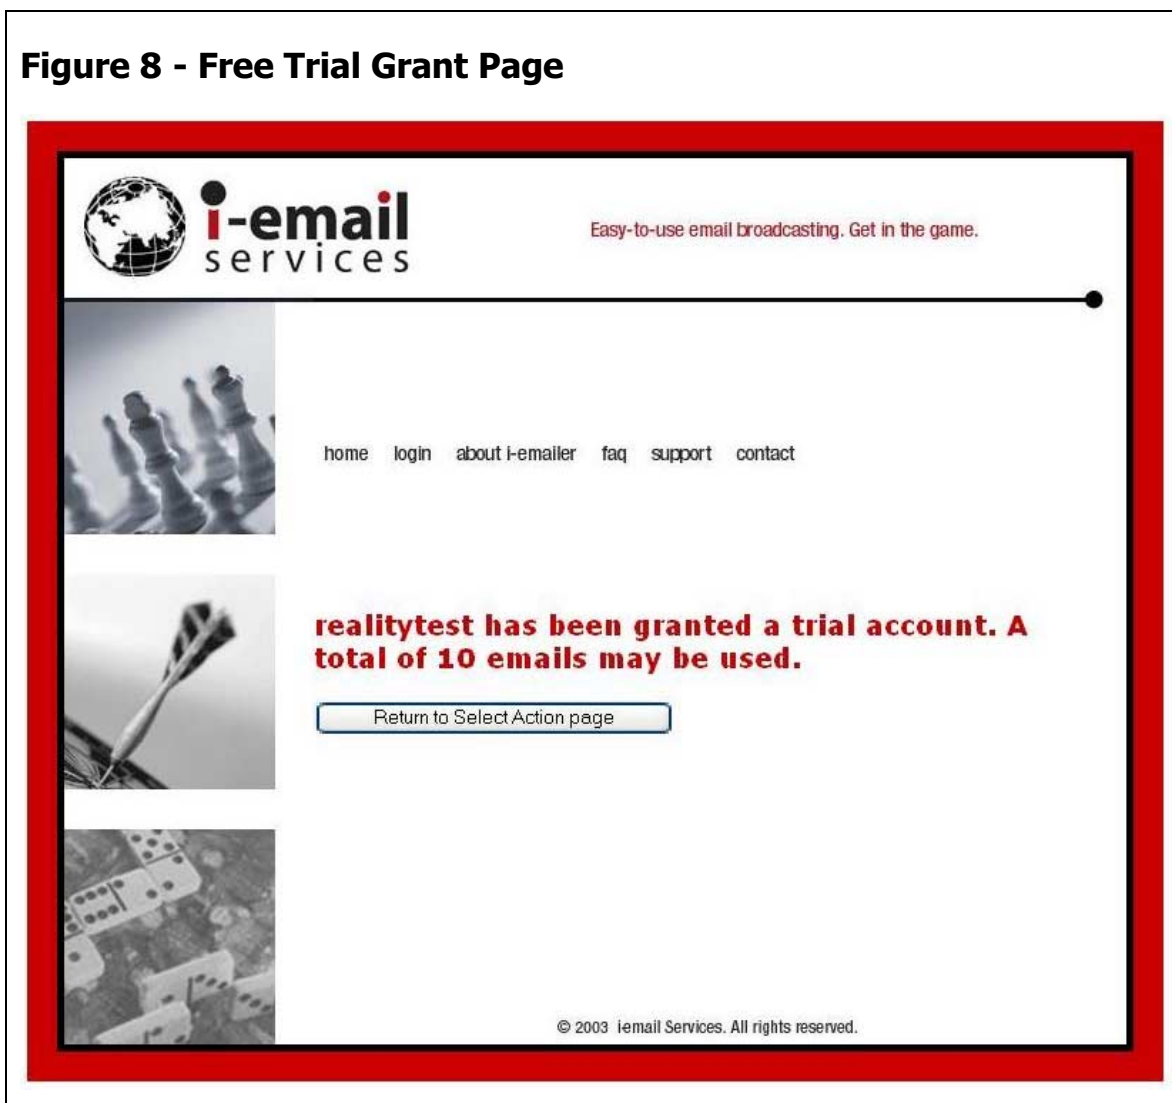 Figure 8 - Free Trial Grant Page
i-email
services
Easy-to-use email broadcasting. Get in the game.
home login about i-emailer faq support contact
realitytest has been granted a trial account. A
total of 10 emails may be used.
Return to Select Action page
© 2003 i-email Services. All rights reserved.